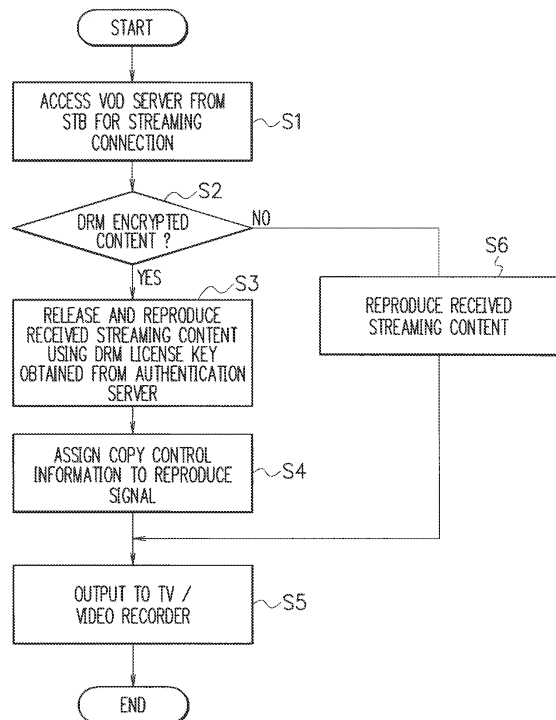 START
ACCESS VOD SERVER FROM
STB FOR STREAMING
CONNECTION
S1
S2
DRM ENCRYPTED
CONTENT ?
NO
YES
S3
RELEASE AND REPRODUCE
RECEIVED STREAMING CONTENT
USING DRM LICENSE KEY
OBTAINED FROM AUTHENTICATION
SERVER
S6
REPRODUCE RECEIVED
STREAMING CONTENT
ASSIGN COPY CONTROL
INFORMATION TO REPRODUCE
SIGNAL
S4
OUTPUT TO TV /
VIDEO RECORDER
S5
END